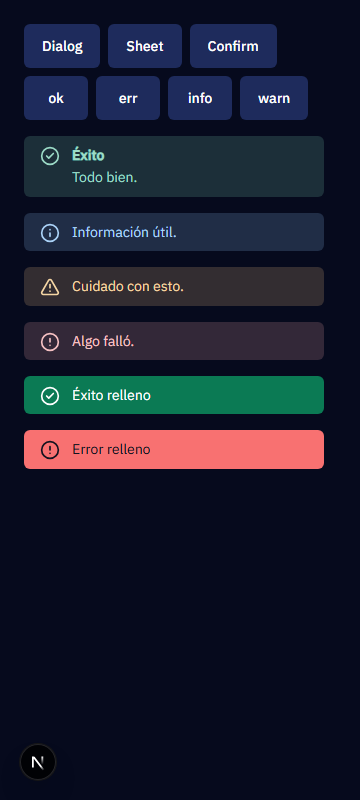 Dialog Sheet Confirm
ok err info warn
Éxito
Todo bien.
Información útil.
Cuidado con esto.
Algo falló.
Éxito relleno
Error relleno
N